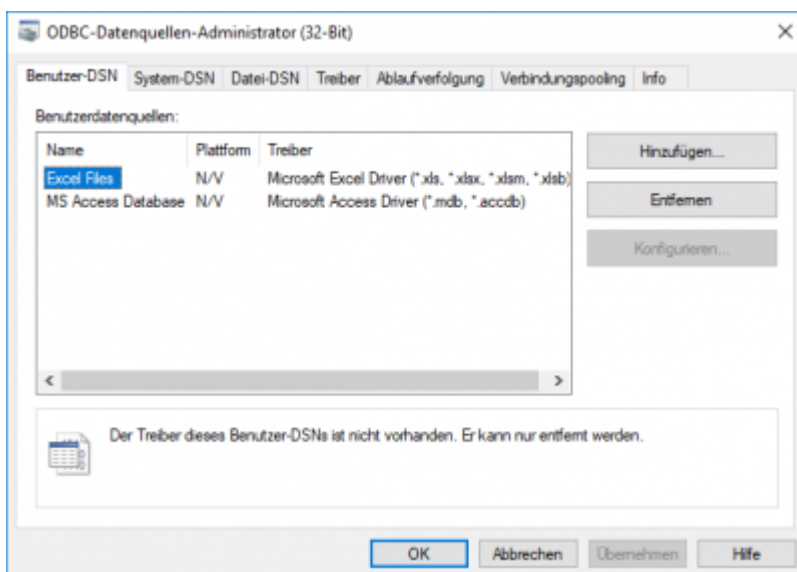 ODBC-Datenquellen-Administrator (32-Bit)
Benutzer-DSN System-DSN Datei-DSN Treiber Ablaufverfolgung Verbindungspooling Info
Benutzerdatenquellen:
Name Plattform Treiber
Excel Files N/V Microsoft Excel Driver (*.xls, *.xlsx, *.xlsm, *.xlsb)
MS Access Database N/V Microsoft Access Driver (*.mdb, *.accdb)
Hinzufügen...
Entfernen
Konfigurieren...
Der Treiber dieses Benutzer-DSNs ist nicht vorhanden. Er kann nur entfernt werden.
OK Abbrechen Übernehmen Hilfe